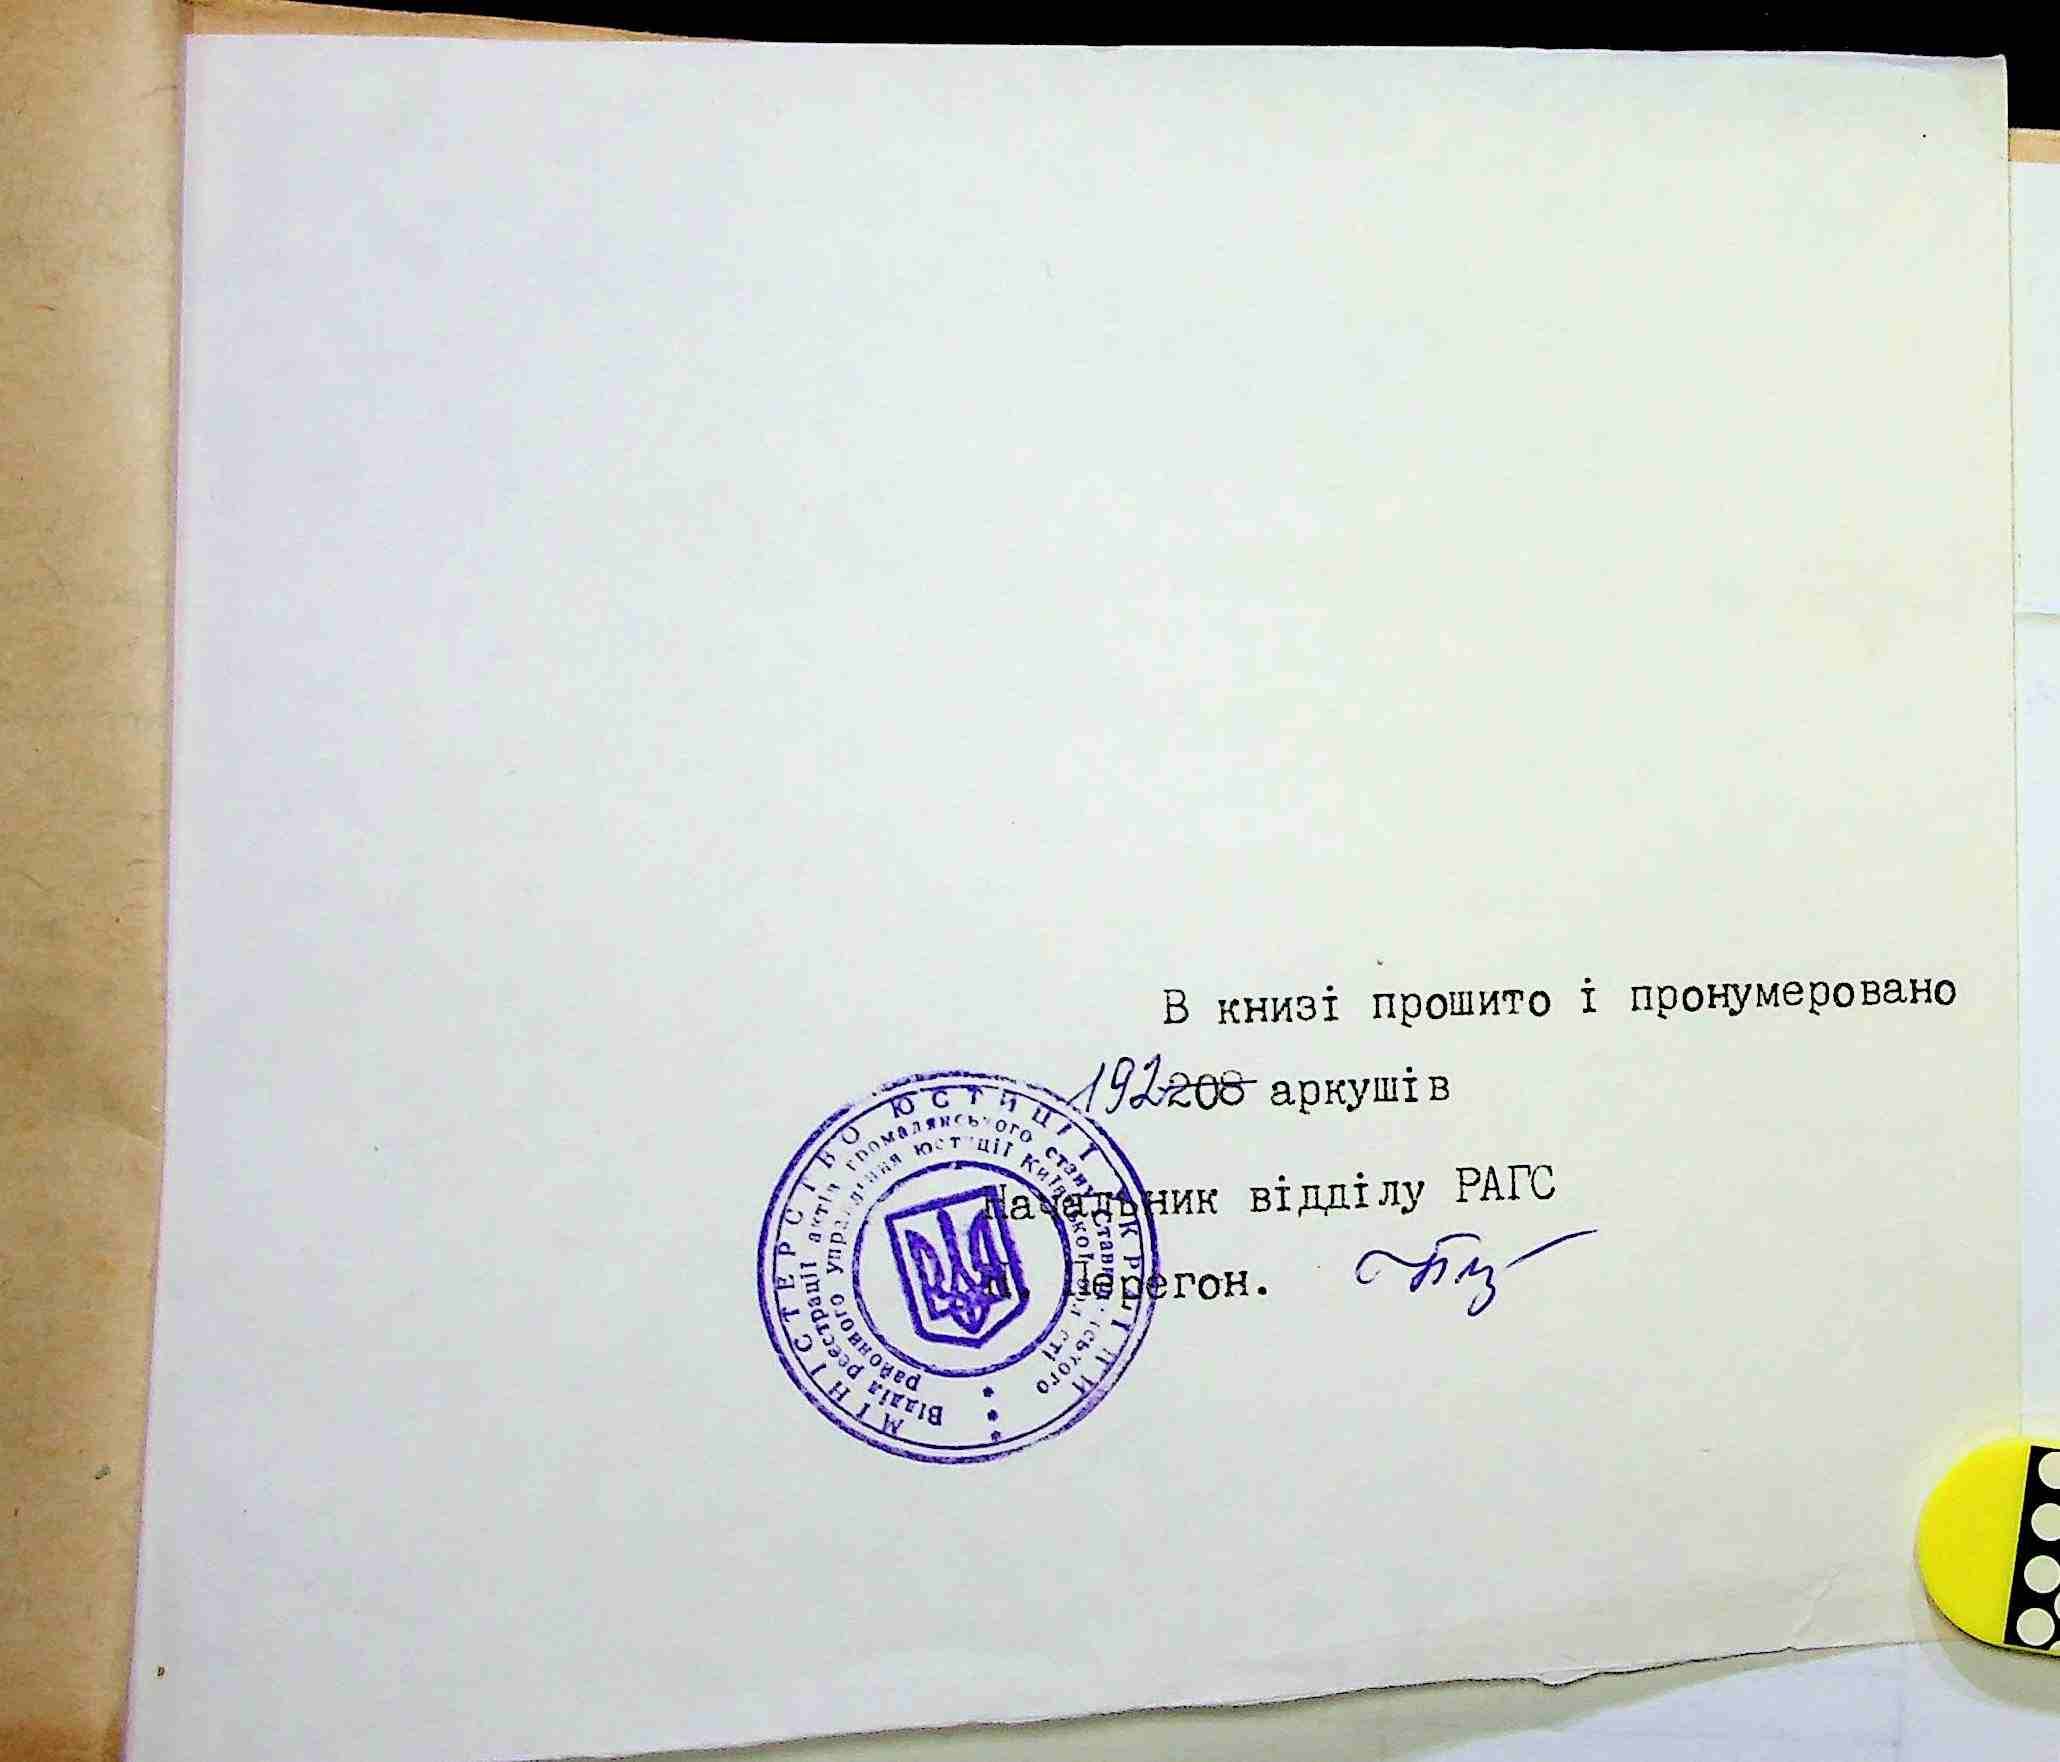 В книзі прошито і пронумеровано
192 208 аркушів
Начальник відділу РАГС
Перегон.
МІНІСТЕРСТВО ЮСТИЦІЇ УКРАЇНИ
Відділ реєстрації актів громадянського стану Ставищенського
районного управління юстиції Київської області